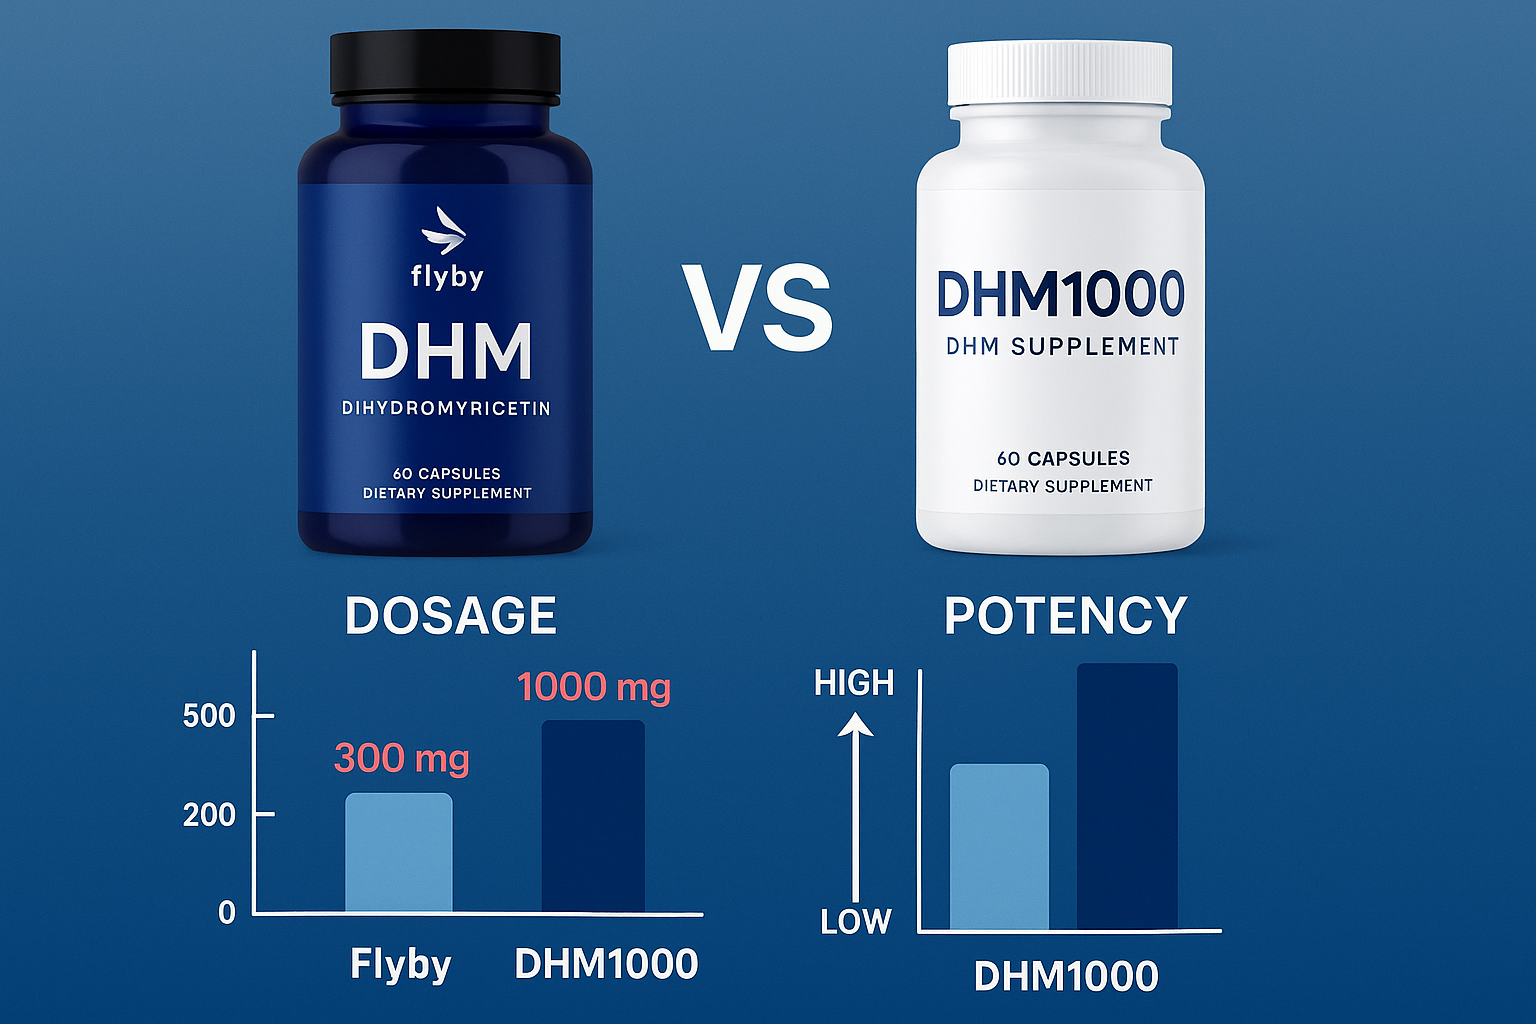 flyby
DHM
DIHYDROMYRICETIN
60 CAPSULES
DIETARY SUPPLEMENT
VS
DHM1000
DHM SUPPLEMENT
60 CAPSULES
DIETARY SUPPLEMENT
DOSAGE
500
200
0
300 mg
1000 mg
Flyby
DHM1000
POTENCY
HIGH
LOW
DHM1000